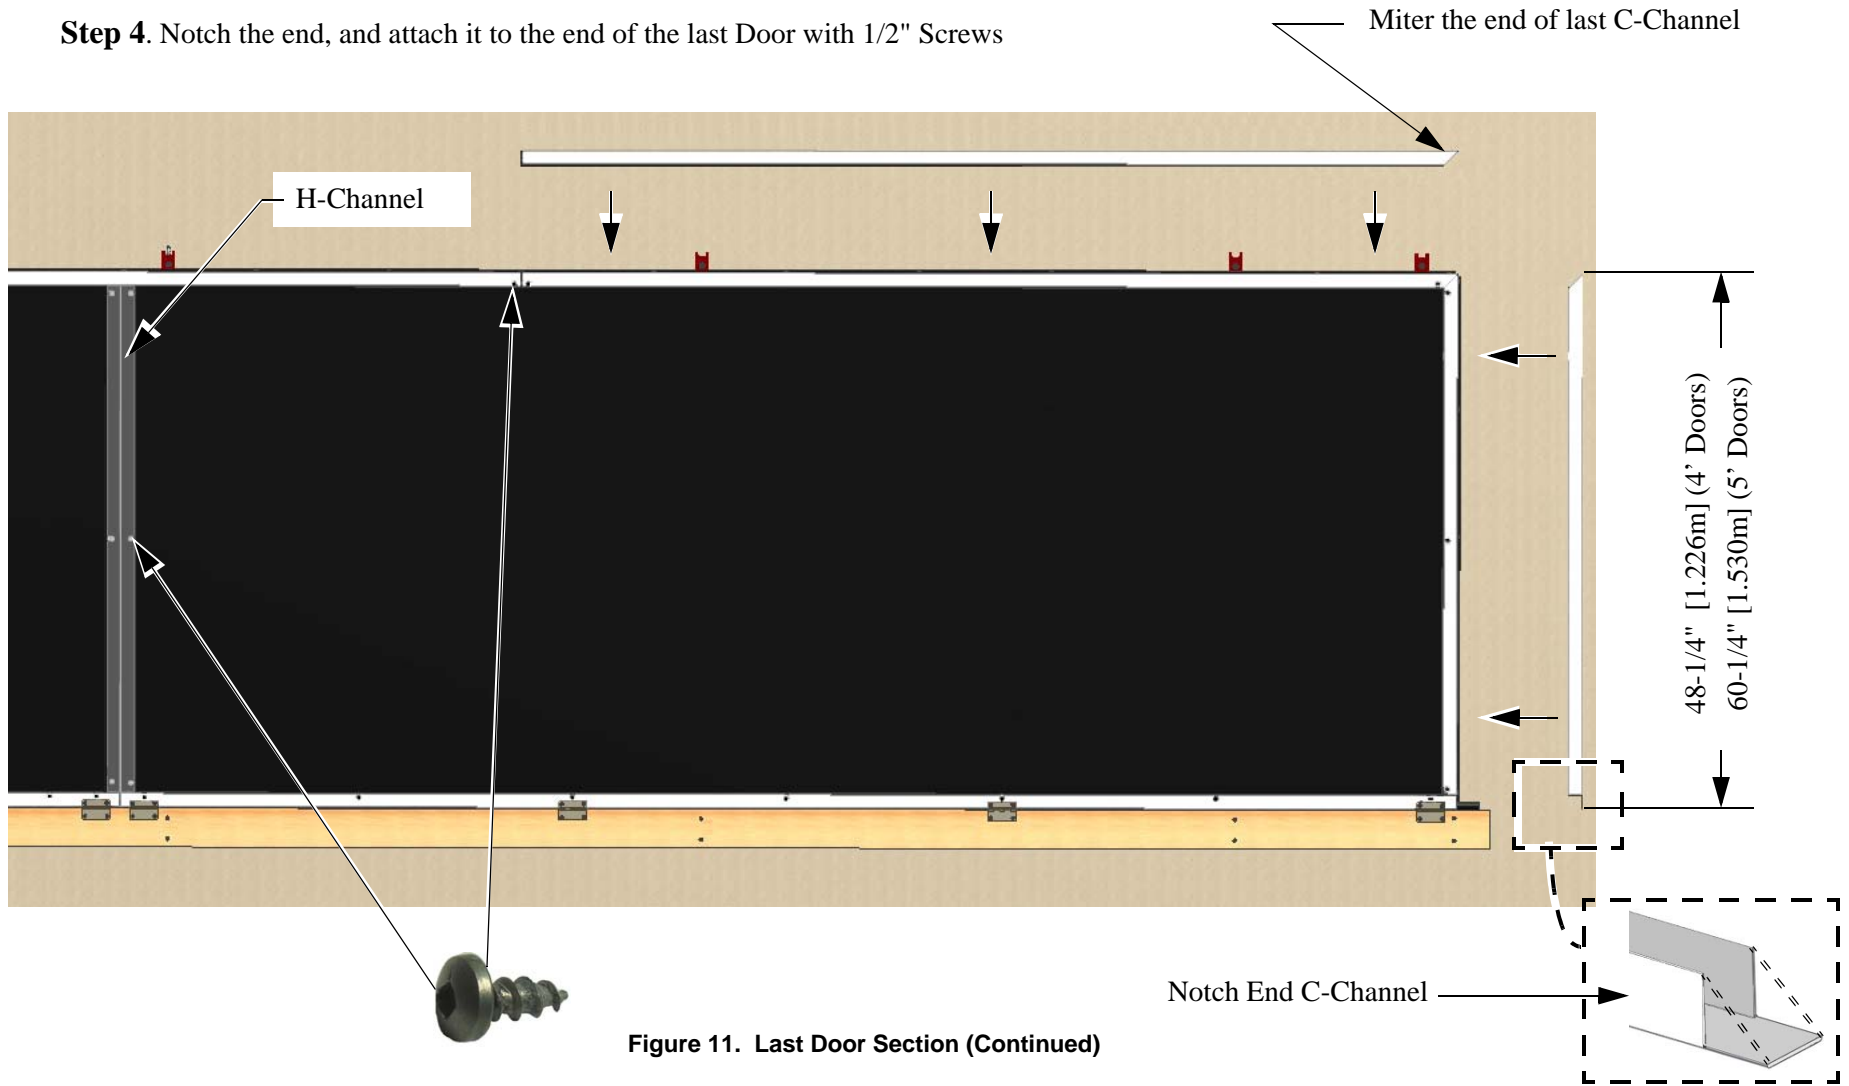 Step 4. Notch the end, and attach it to the end of the last Door with 1/2" Screws
Miter the end of last C-Channel
H-Channel
48-1/4" [1.226m] (4’ Doors)
60-1/4" [1.530m] (5’ Doors)
Notch End C-Channel
Figure 11. Last Door Section (Continued)